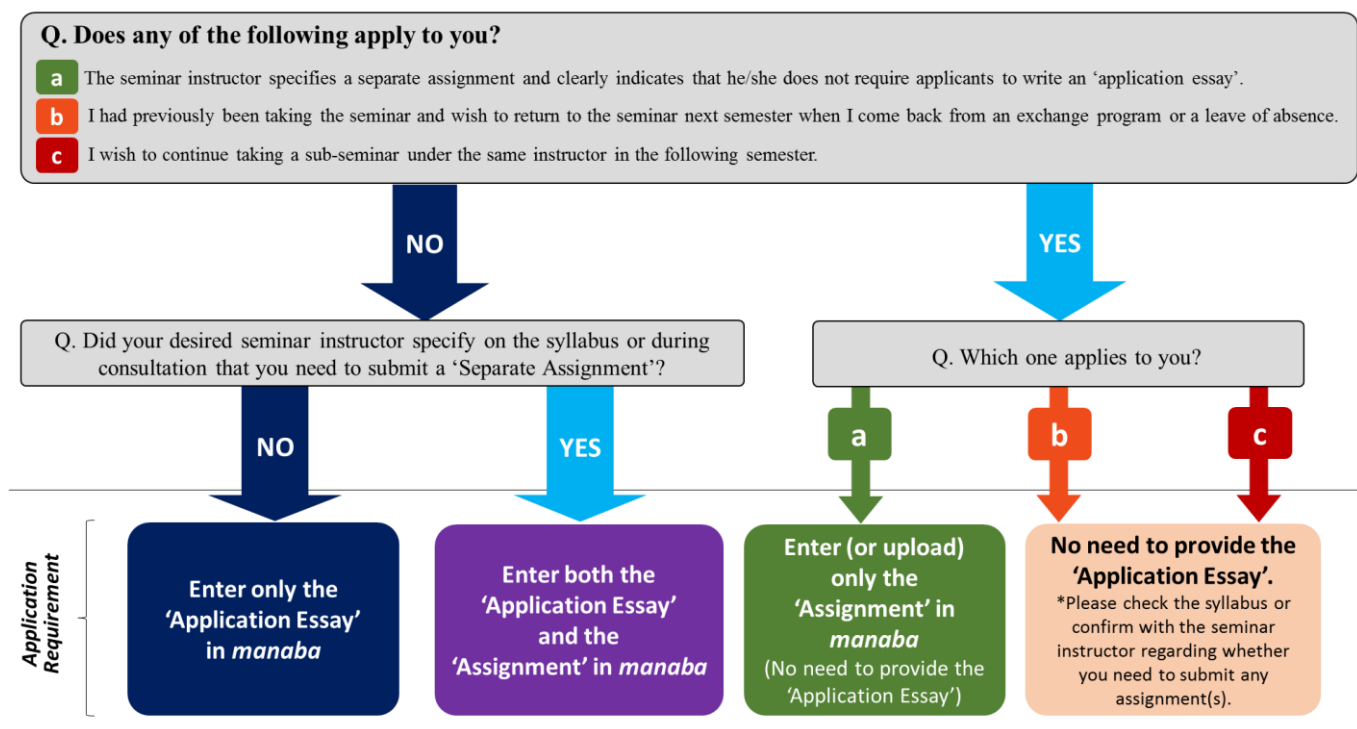 Q. Does any of the following apply to you?
a The seminar instructor specifies a separate assignment and clearly indicates that he/she does not require applicants to write an ‘application essay’.
b I had previously been taking the seminar and wish to return to the seminar next semester when I come back from an exchange program or a leave of absence.
c I wish to continue taking a sub-seminar under the same instructor in the following semester.
NO
YES
Q. Did your desired seminar instructor specify on the syllabus or during
consultation that you need to submit a ‘Separate Assignment’?
Q. Which one applies to you?
NO
YES
a
b
c
Application
Requirement
Enter only the
‘Application Essay’
in manaba
Enter both the
‘Application Essay’
and the
‘Assignment’ in manaba
Enter (or upload)
only the
‘Assignment’ in
manaba
(No need to provide the
‘Application Essay’)
No need to provide the
‘Application Essay’.
*Please check the syllabus or
confirm with the seminar
instructor regarding whether
you need to submit any
assignment(s).